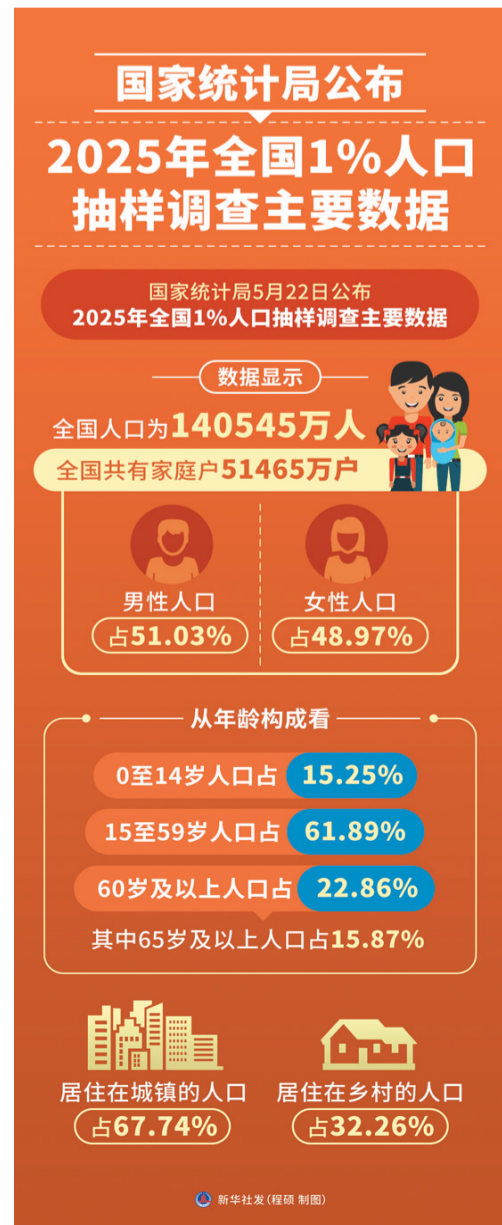 国家统计局公布
2025年全国1%人口
抽样调查主要数据
国家统计局5月22日公布
2025年全国1%人口抽样调查主要数据
数据显示
全国人口为140545万人
全国共有家庭户51465万户
男性人口
占51.03%
女性人口
占48.97%
从年龄构成看
0至14岁人口占 15.25%
15至59岁人口占 61.89%
60岁及以上人口占 22.86%
其中65岁及以上人口占15.87%
居住在城镇的人口
占67.74%
居住在乡村的人口
占32.26%
新华社发(程硕 制图)